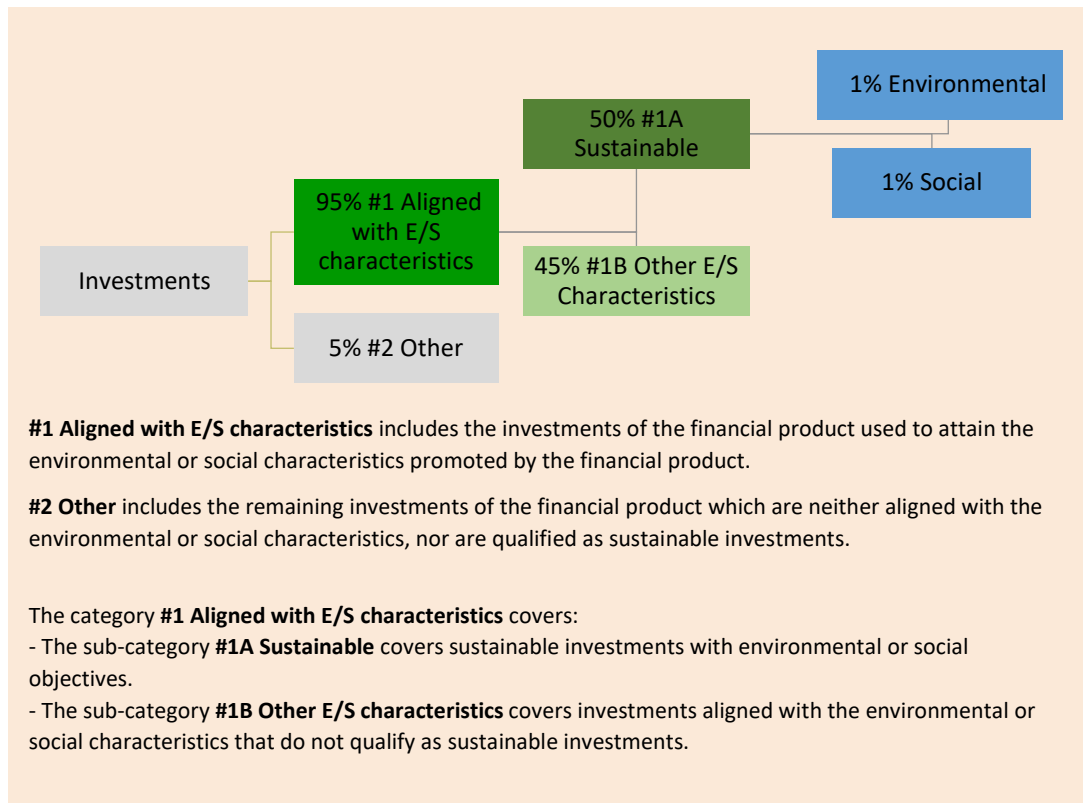 1% Environmental
50% #1A
Sustainable
1% Social
95% #1 Aligned
with E/S
characteristics
Investments
45% #1B Other E/S
Characteristics
5% #2 Other
#1 Aligned with E/S characteristics includes the investments of the financial product used to attain the
environmental or social characteristics promoted by the financial product.
#2 Other includes the remaining investments of the financial product which are neither aligned with the
environmental or social characteristics, nor are qualified as sustainable investments.
The category #1 Aligned with E/S characteristics covers:
- The sub-category #1A Sustainable covers sustainable investments with environmental or social
objectives.
- The sub-category #1B Other E/S characteristics covers investments aligned with the environmental or
social characteristics that do not qualify as sustainable investments.